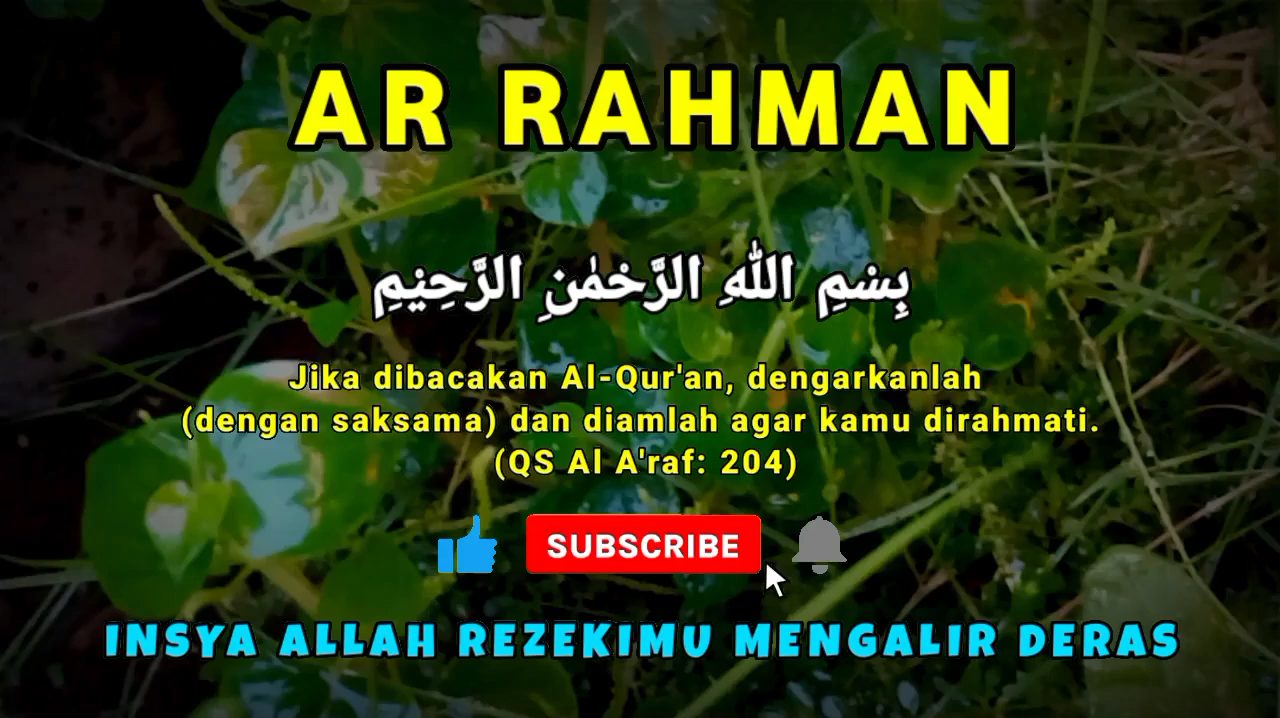 AR RAHMAN
بِسْمِ اللّٰهِ الرَّحْمٰنِ الرَّحِيْمِ
Jika dibacakan Al-Qur'an, dengarkanlah
(dengan saksama) dan diamlah agar kamu dirahmati.
(QS Al A'raf: 204)
SUBSCRIBE
INSYA ALLAH REZEKIMU MENGALIR DERAS